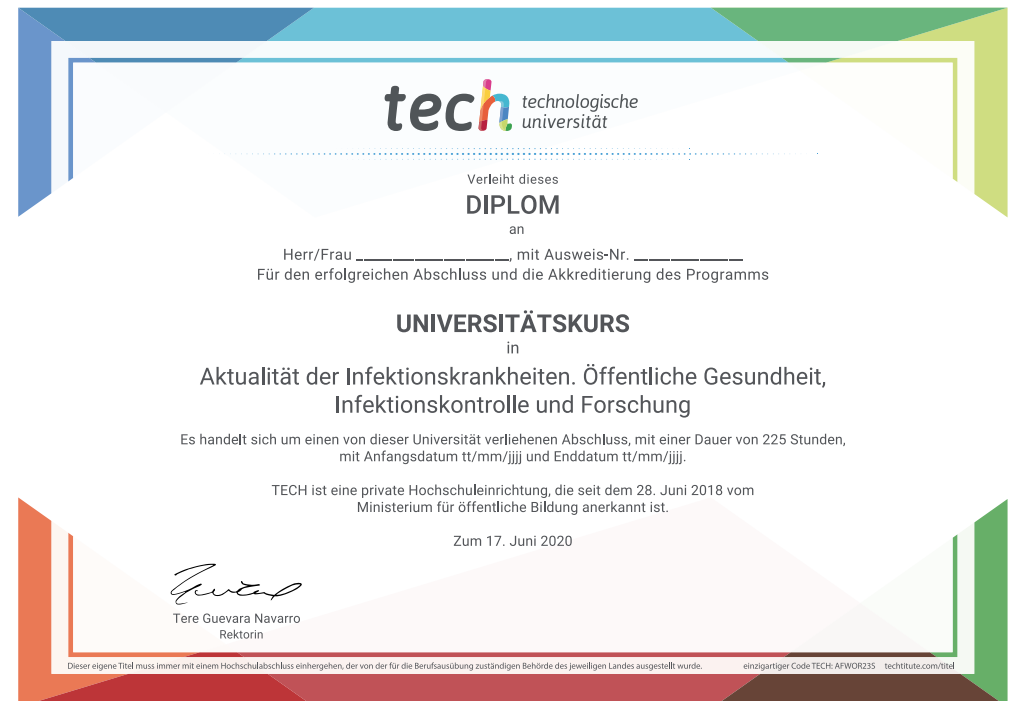 tech technologische
universität
Verleiht dieses
DIPLOM
an
Herr/Frau ____________________, mit Ausweis-Nr. ______________
Für den erfolgreichen Abschluss und die Akkreditierung des Programms
UNIVERSITÄTSKURS
in
Aktualität der Infektionskrankheiten. Öffentliche Gesundheit,
Infektionskontrolle und Forschung
Es handelt sich um einen von dieser Universität verliehenen Abschluss, mit einer Dauer von 225 Stunden,
mit Anfangsdatum tt/mm/jjjj und Enddatum tt/mm/jjjj.
TECH ist eine private Hochschuleinrichtung, die seit dem 28. Juni 2018 vom
Ministerium für öffentliche Bildung anerkannt ist.
Zum 17. Juni 2020
Tere Guevara Navarro
Rektorin
Dieser eigene Titel muss immer mit einem Hochschulabschluss einhergehen, der von der für die Berufsausübung zuständigen Behörde des jeweiligen Landes ausgestellt wurde. einzigartiger Code TECH: AFWOR23S techtitute.com/titel